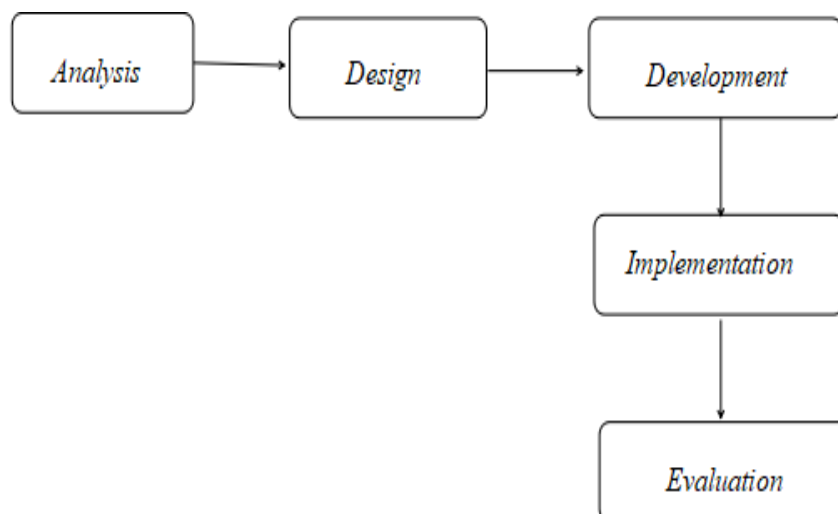 Analysis
Design
Development
Implementation
Evaluation